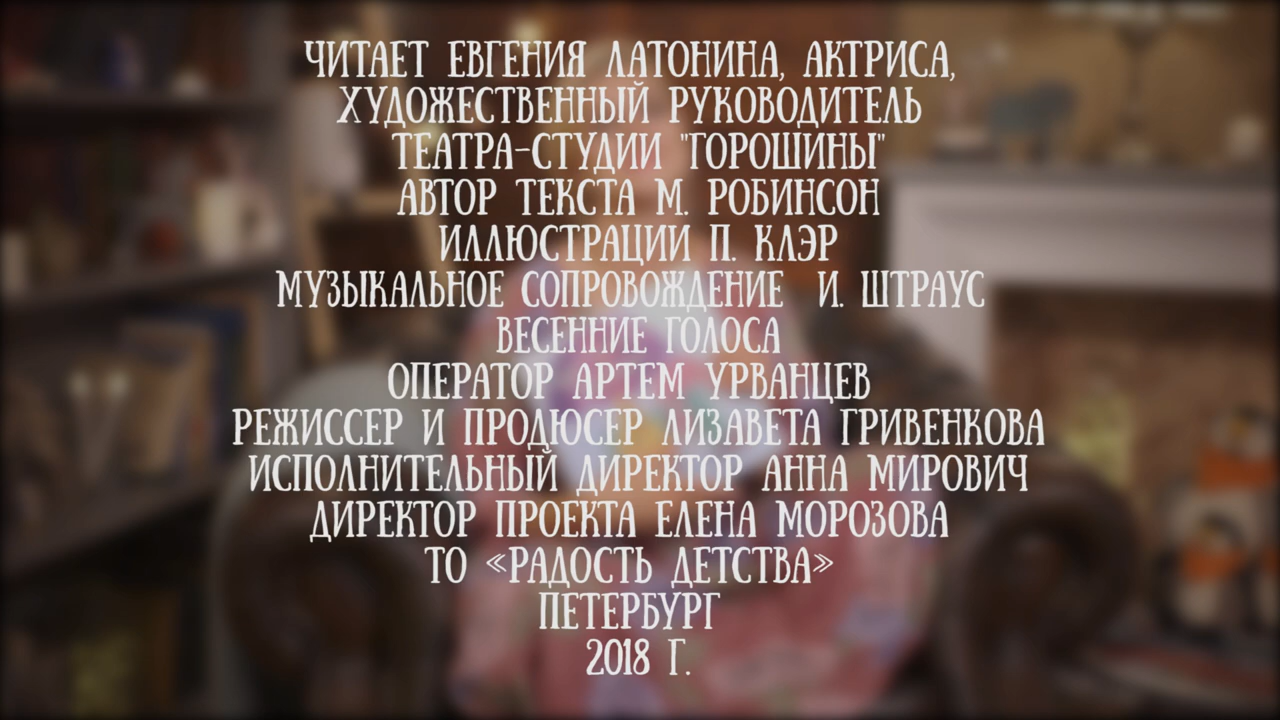 ЧИТАЕТ ЕВГЕНИЯ ЛАТОНИНА, АКТРИСА,
ХУДОЖЕСТВЕННЫЙ РУКОВОДИТЕЛЬ
ТЕАТРА-СТУДИИ "ГОРОШИНЫ"
АВТОР ТЕКСТА М. РОБИНСОН
ИЛЛЮСТРАЦИИ П. КЛЭР
МУЗЫКАЛЬНОЕ СОПРОВОЖДЕНИЕ И. ШТРАУС
ВЕСЕННИЕ ГОЛОСА
ОПЕРАТОР АРТЕМ УРВАНЦЕВ
РЕЖИССЕР И ПРОДЮСЕР ЛИЗАВЕТА ГРИВЕНКОВА
ИСПОЛНИТЕЛЬНЫЙ ДИРЕКТОР АННА МИРОВИЧ
ДИРЕКТОР ПРОЕКТА ЕЛЕНА МОРОЗОВА
ТО «РАДОСТЬ ДЕТСТВА»
ПЕТЕРБУРГ
2018 Г.